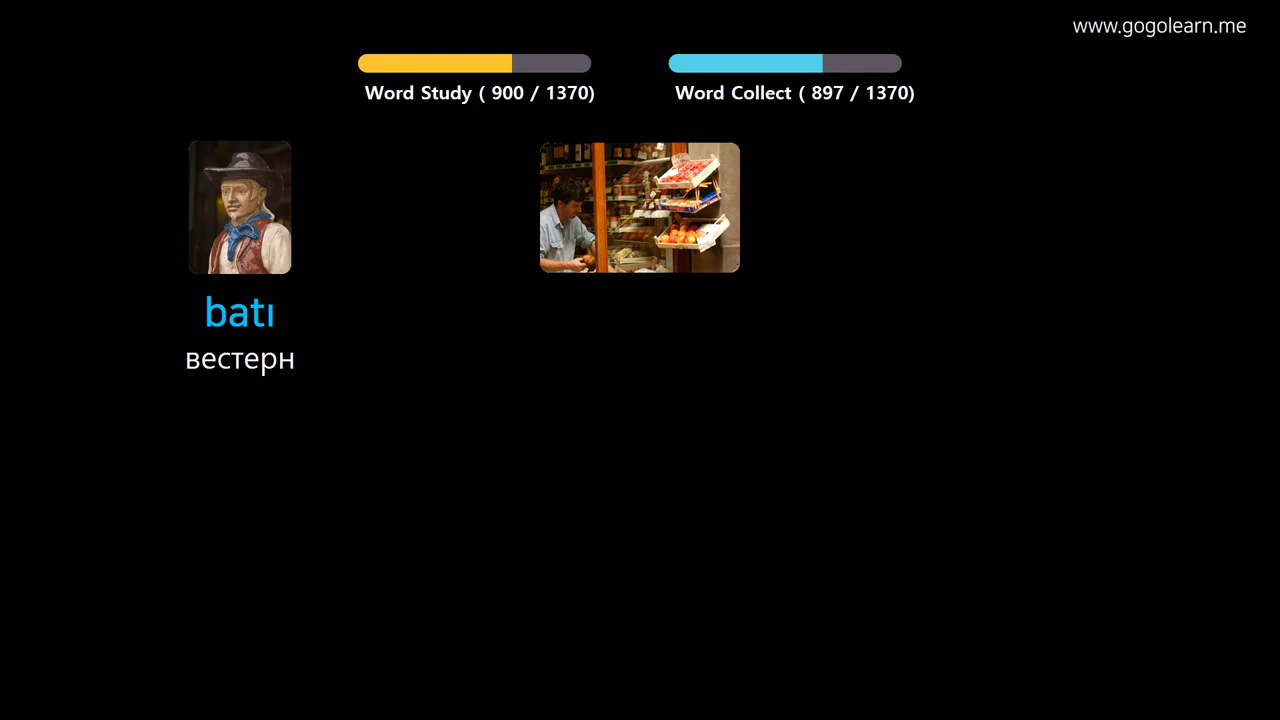 www.gogolearn.me
Word Study ( 900 / 1370)
Word Collect ( 897 / 1370)
batı
вестерн